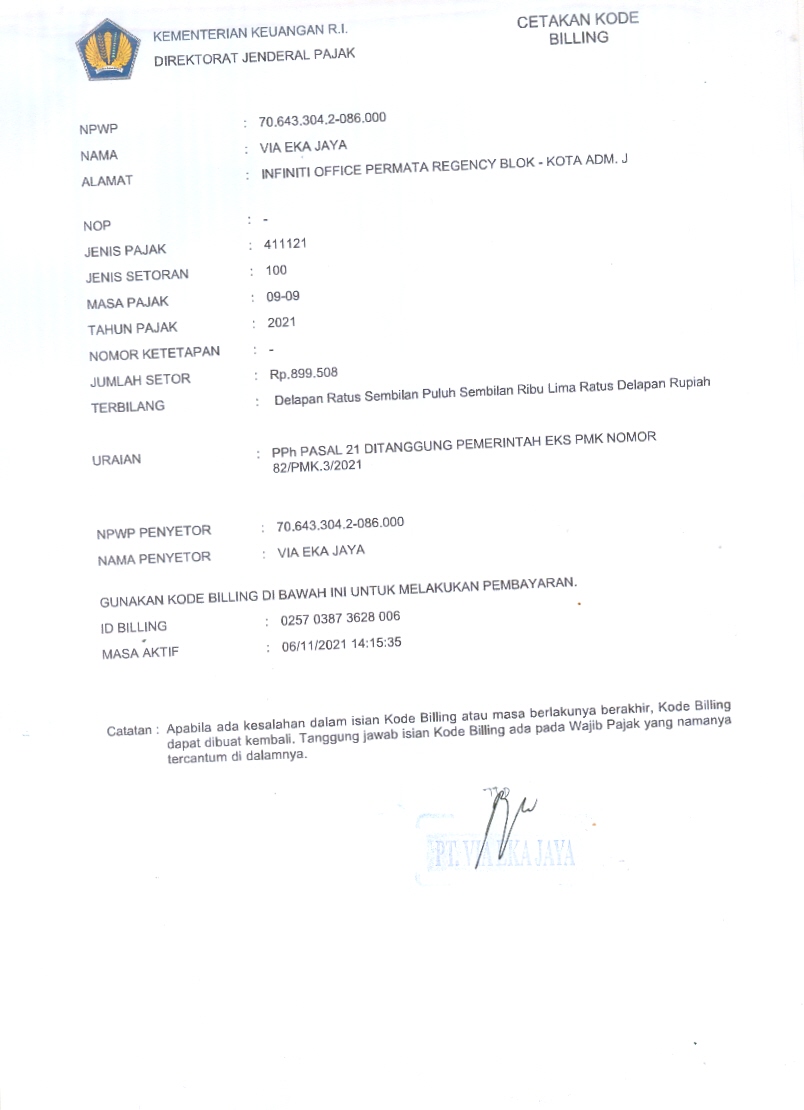 KEMENTERIAN KEUANGAN R.I.
DIREKTORAT JENDERAL PAJAK
CETAKAN KODE
BILLING
NPWP : 70.643.304.2-086.000
NAMA : VIA EKA JAYA
ALAMAT : INFINITI OFFICE PERMATA REGENCY BLOK - KOTA ADM. J
NOP : -
JENIS PAJAK : 411121
JENIS SETORAN : 100
MASA PAJAK : 09-09
TAHUN PAJAK : 2021
NOMOR KETETAPAN : -
JUMLAH SETOR : Rp.899.508
TERBILANG : Delapan Ratus Sembilan Puluh Sembilan Ribu Lima Ratus Delapan Rupiah
URAIAN : PPh PASAL 21 DITANGGUNG PEMERINTAH EKS PMK NOMOR
82/PMK.3/2021
NPWP PENYETOR : 70.643.304.2-086.000
NAMA PENYETOR : VIA EKA JAYA
GUNAKAN KODE BILLING DI BAWAH INI UNTUK MELAKUKAN PEMBAYARAN.
ID BILLING : 0257 0387 3628 006
MASA AKTIF : 06/11/2021 14:15:35
Catatan : Apabila ada kesalahan dalam isian Kode Billing atau masa berlakunya berakhir, Kode Billing
dapat dibuat kembali. Tanggung jawab isian Kode Billing ada pada Wajib Pajak yang namanya
tercantum di dalamnya.
PT. VIA EKA JAYA